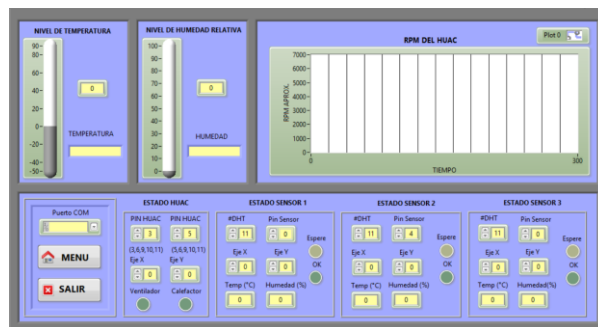 NIVEL DE TEMPERATURA
90-
80-
60-
40-
20-
0-
-20-
-40-
-50-
0
TEMPERATURA
NIVEL DE HUMEDAD RELATIVA
100-
90-
80-
70-
60-
50-
40-
30-
20-
10-
0-
0
HUMEDAD
RPM DEL HUAC
Plot 0
RPM APROX.
7000-
6000-
5000-
4000-
3000-
2000-
1000-
0-
0
300
TIEMPO
Puerto COM
MENU
SALIR
ESTADO HUAC
PIN HUAC PIN HUAC
3 5
(3,6,9,10,11) (5,6,9,10,11)
Eje X Eje Y
0 0
Ventilador Calefactor
ESTADO SENSOR 1
#DHT Pin Sensor
11 0
Espere
Eje X Eje Y
0 0
OK
Temp (°C) Humedad (%)
0 0
ESTADO SENSOR 2
#DHT Pin Sensor
11 4
Espere
Eje X Eje Y
0 0
OK
Temp (°C) Humedad (%)
0 0
ESTADO SENSOR 3
#DHT Pin Sensor
11 0
Espere
Eje X Eje Y
0 0
OK
Temp (°C) Humedad(%)
0 0